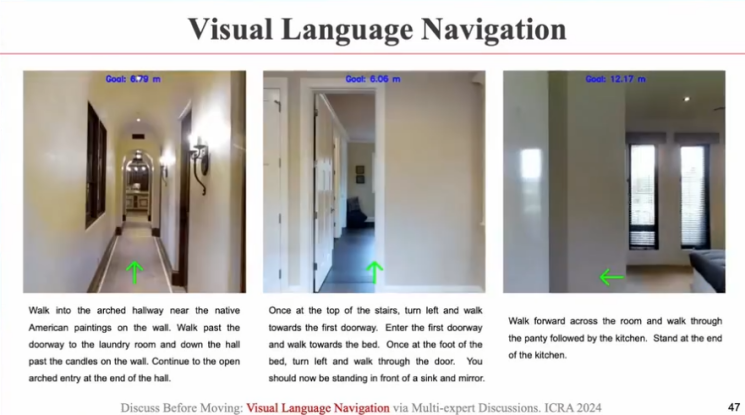 Visual Language Navigation
Goal: 6.79 m
Goal: 6.06 m
Goal: 12.17 m
Walk into the arched hallway near the native
American paintings on the wall. Walk past the
doorway to the laundry room and down the hall
past the candles on the wall. Continue to the open
arched entry at the end of the hall.
Once at the top of the stairs, turn left and walk
towards the first doorway. Enter the first doorway
and walk towards the bed. Once at the foot of the
bed, turn left and walk through the door. You
should now be standing in front of a sink and mirror.
Walk forward across the room and walk through
the panty followed by the kitchen. Stand at the end
of the kitchen.
Discuss Before Moving: Visual Language Navigation via Multi-expert Discussions. ICRA 2024
47